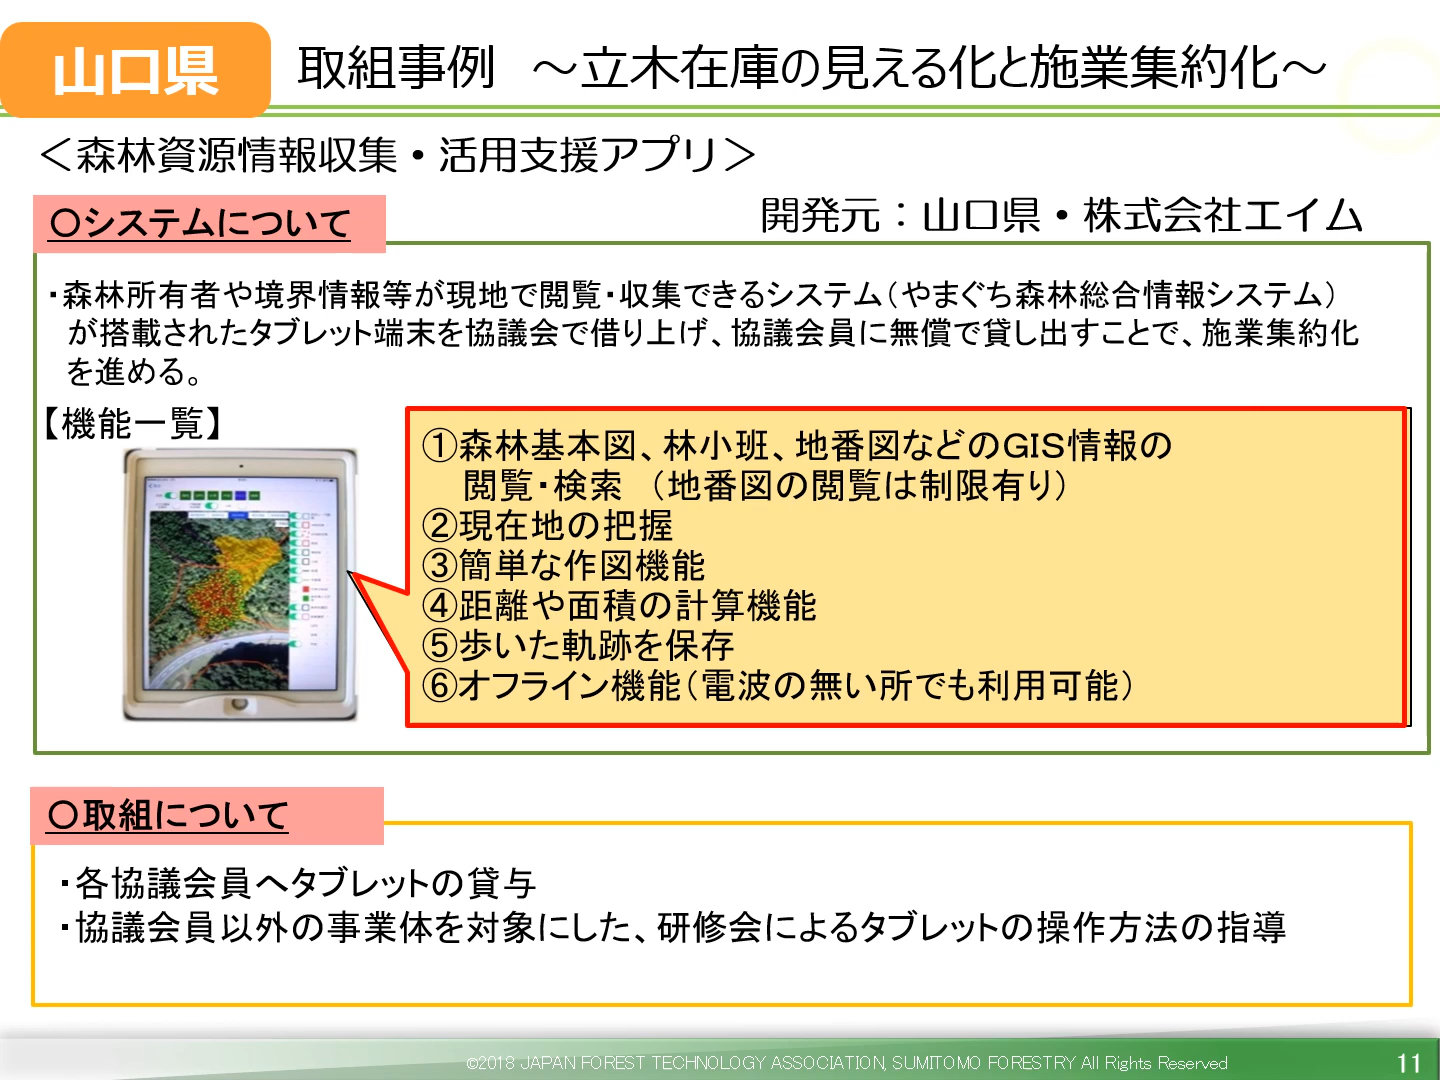 山口県
取組事例　～立木在庫の見える化と施業集約化～
＜森林資源情報収集・活用支援アプリ＞
開発元：山口県・株式会社エイム
〇システムについて
・森林所有者や境界情報等が現地で閲覧・収集できるシステム（やまぐち森林総合情報システム）
が搭載されたタブレット端末を協議会で借り上げ、協議会員に無償で貸し出すことで、施業集約化
を進める。
【機能一覧】
①森林基本図、林小班、地番図などのGIS情報の
閲覧・検索　（地番図の閲覧は制限有り）
②現在地の把握
③簡単な作図機能
④距離や面積の計算機能
⑤歩いた軌跡を保存
⑥オフライン機能（電波の無い所でも利用可能）
〇取組について
・各協議会員へタブレットの貸与
・協議会員以外の事業体を対象にした、研修会によるタブレットの操作方法の指導
©2018 JAPAN FOREST TECHNOLOGY ASSOCIATION, SUMITOMO FORESTRY All Rights Reserved
11